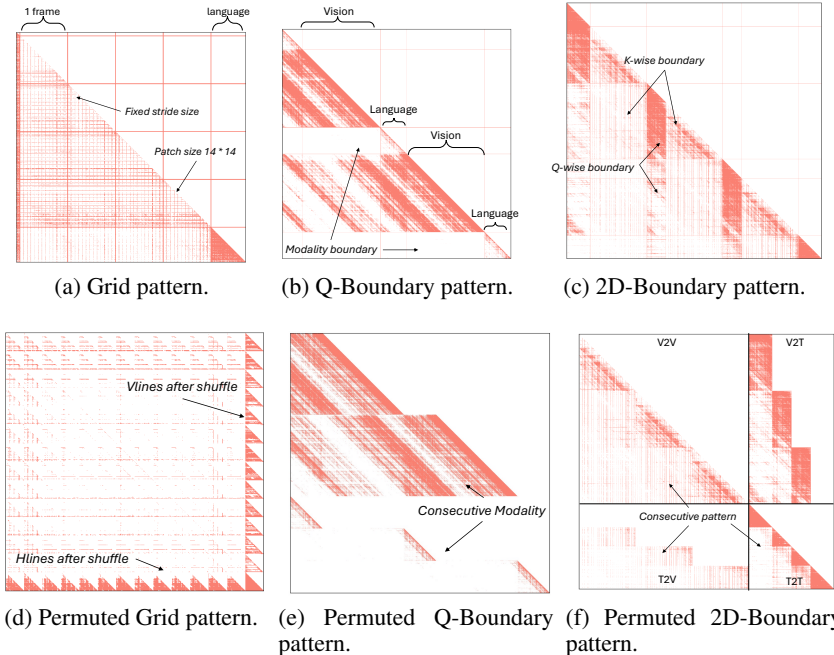 1 frame
language
Fixed stride size
Patch size 14 * 14
(a) Grid pattern.
Vision
Language
Vision
Language
Modality boundary
(b) Q-Boundary pattern.
K-wise boundary
Q-wise boundary
(c) 2D-Boundary pattern.
Vlines after shuffle
Hlines after shuffle
(d) Permuted Grid pattern.
Consecutive Modality
(e) Permuted Q-Boundary
pattern.
V2V
V2T
Consecutive pattern
T2V
T2T
(f) Permuted 2D-Boundary
pattern.